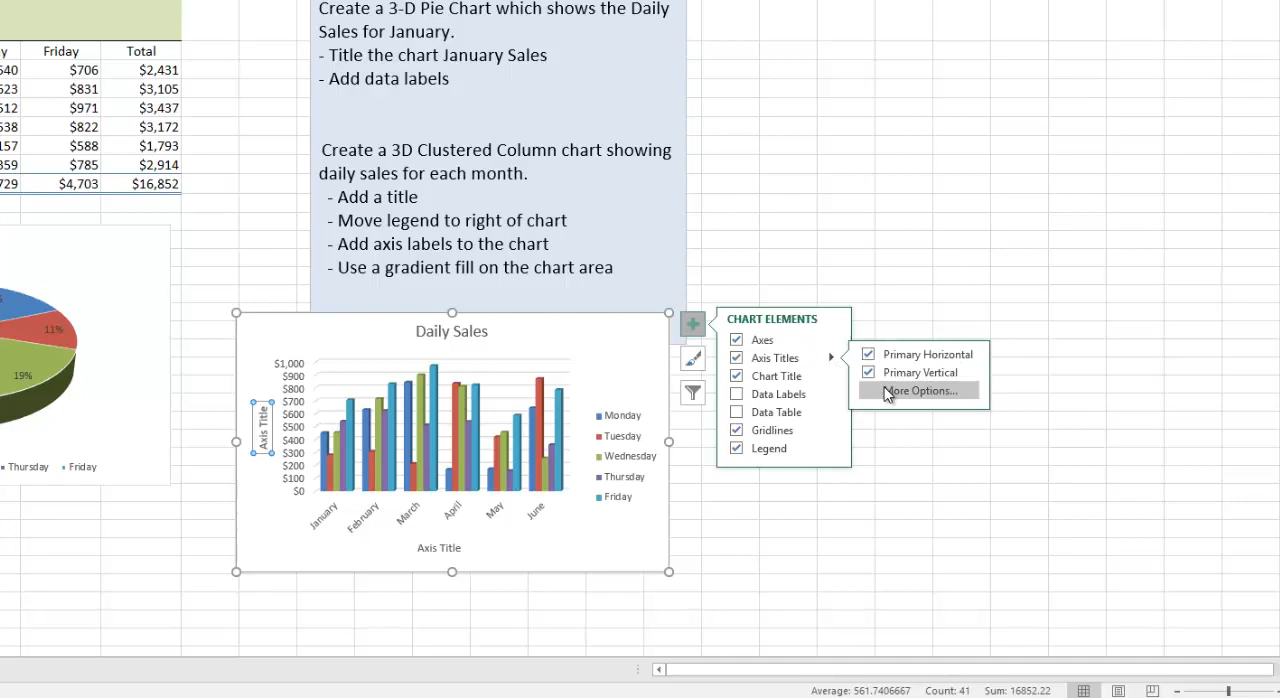 y Friday Total
540 $706 $2,431
523 $831 $3,105
512 $971 $3,437
538 $822 $3,172
157 $588 $1,793
359 $785 $2,914
729 $4,703 $16,852
Create a 3-D Pie Chart which shows the Daily
Sales for January.
- Title the chart January Sales
- Add data labels
Create a 3D Clustered Column chart showing
daily sales for each month.
- Add a title
- Move legend to right of chart
- Add axis labels to the chart
- Use a gradient fill on the chart area
11%
19%
Thursday Friday
Daily Sales
$1,000
$900
$800
$700
$600
$500
$400
$300
$200
$100
$0
Axis Title
January February March April May June
Axis Title
Monday
Tuesday
Wednesday
Thursday
Friday
CHART ELEMENTS
Axes
Axis Titles
Chart Title
Data Labels
Data Table
Gridlines
Legend
Primary Horizontal
Primary Vertical
More Options...
Average: 561.7406667 Count: 41 Sum: 16852.22